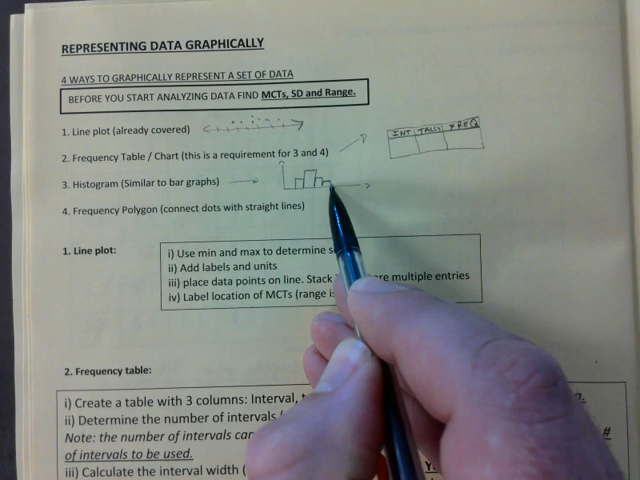 REPRESENTING DATA GRAPHICALLY
4 WAYS TO GRAPHICALLY REPRESENT A SET OF DATA
BEFORE YOU START ANALYZING DATA FIND MCTs, SD and Range.
1. Line plot (already covered)
INT TALLY FREQ
2. Frequency Table / Chart (this is a requirement for 3 and 4)
3. Histogram (Similar to bar graphs)
4. Frequency Polygon (connect dots with straight lines)
1. Line plot:
i) Use min and max to determine
ii) Add labels and units
iii) place data points on line. Stack multiple entries
iv) Label location of MCTs (range
2. Frequency table:
i) Create a table with 3 columns: Interval,
ii) Determine the number of intervals (
Note: the number of intervals #
of intervals to be used.
iii) Calculate the interval width (